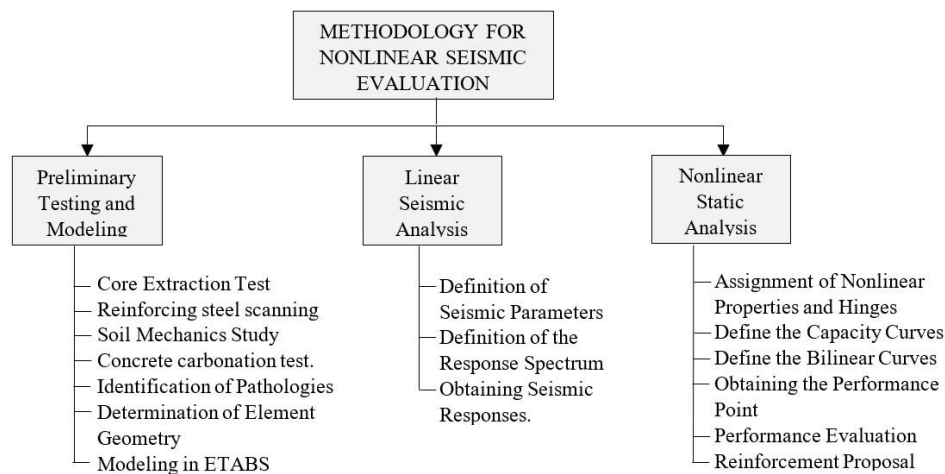 METHODOLOGY FOR
NONLINEAR SEISMIC
EVALUATION
Preliminary
Testing and
Modeling
Core Extraction Test
Reinforcing steel scanning
Soil Mechanics Study
Concrete carbonation test.
Identification of Pathologies
Determination of Element
Geometry
Modeling in ETABS
Linear
Seismic
Analysis
Definition of
Seismic Parameters
Definition of the
Response Spectrum
Obtaining Seismic
Responses.
Nonlinear
Static
Analysis
Assignment of Nonlinear
Properties and Hinges
Define the Capacity Curves
Define the Bilinear Curves
Obtaining the Performance
Point
Performance Evaluation
Reinforcement Proposal